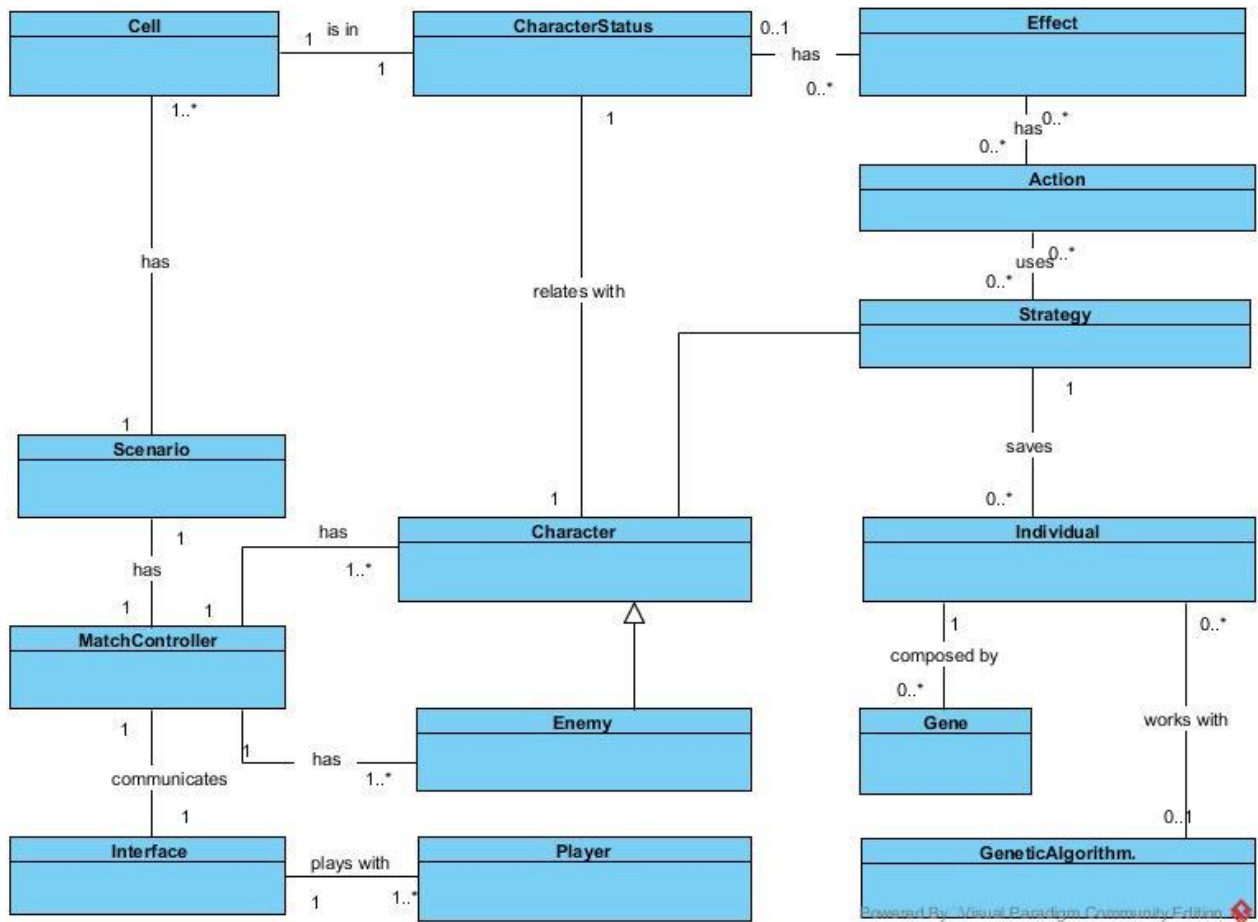 Cell
is in
1
1
CharacterStatus
0..1
has
0..*
Effect
1..*
1
has
0..*
0..*
Action
has
relates with
uses
0..*
0..*
Strategy
1
saves
0..*
1
Scenario
1
has
1
1
has
1..*
1
Character
Individual
1
composed by
0..*
0..*
works with
0..1
MatchController
1
communicates
1
1
has
1..*
Enemy
Gene
Interface
plays with
1
1..*
Player
GeneticAlgorithm.
Powered By Visual Paradigm Community Edition